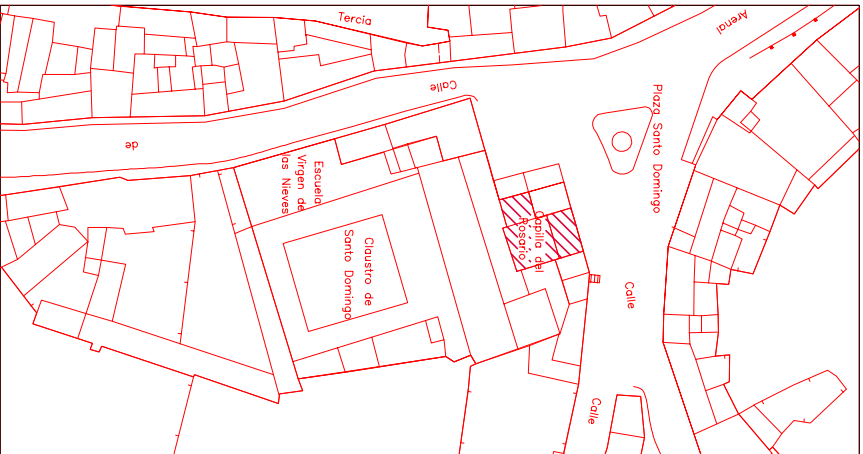 Tercia
Arenal
Calle
de
Plaza Santo Domingo
Escuela
Virgen de
las Nieves
Claustro de
Santo Domingo
Capilla del
Rosario
Calle
Calle